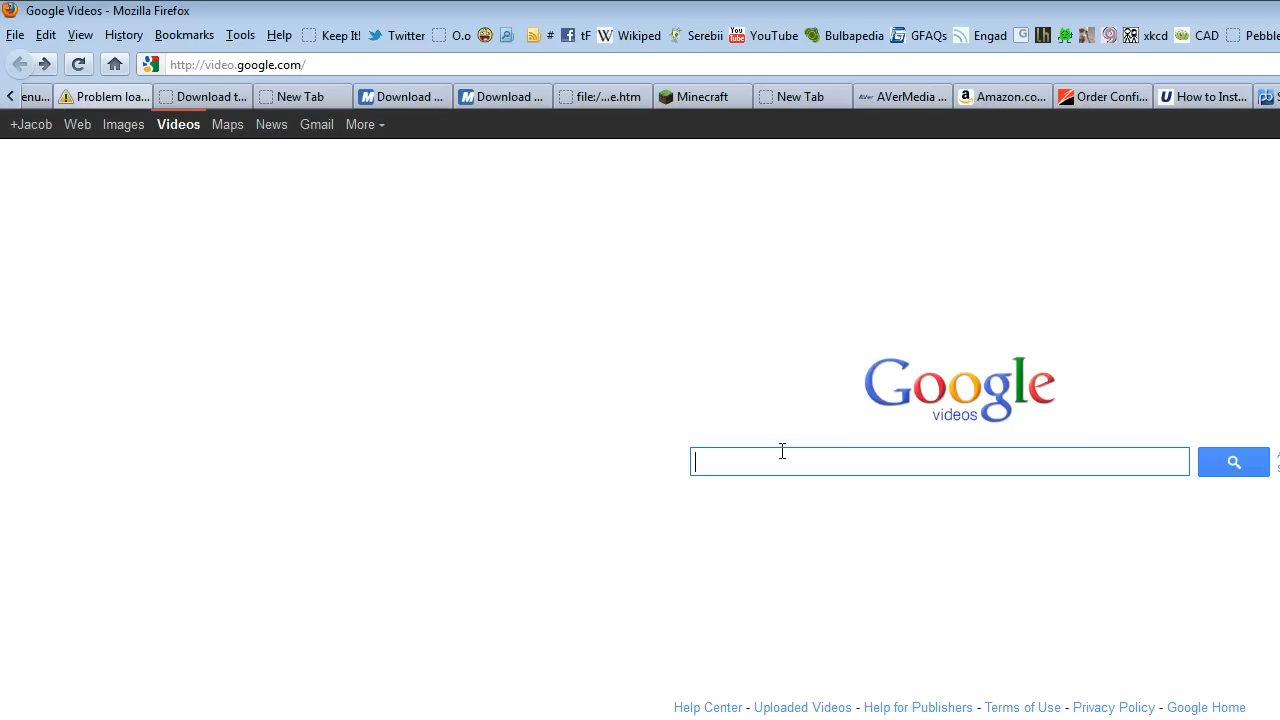 Google Videos - Mozilla Firefox
File Edit View History Bookmarks Tools Help Keep It! Twitter O.o # tF Wikiped Serebii YouTube Bulbapedia GFAQs Engad xkcd CAD Pebble
http://video.google.com/
enu... Problem loa... Download t... New Tab Download ... Download ... file:/...e.htm Minecraft New Tab AVerMedia ... Amazon.co... Order Confi... How to Inst...
+Jacob Web Images Videos Maps News Gmail More
Google
videos
Help Center - Uploaded Videos - Help for Publishers - Terms of Use - Privacy Policy - Google Home